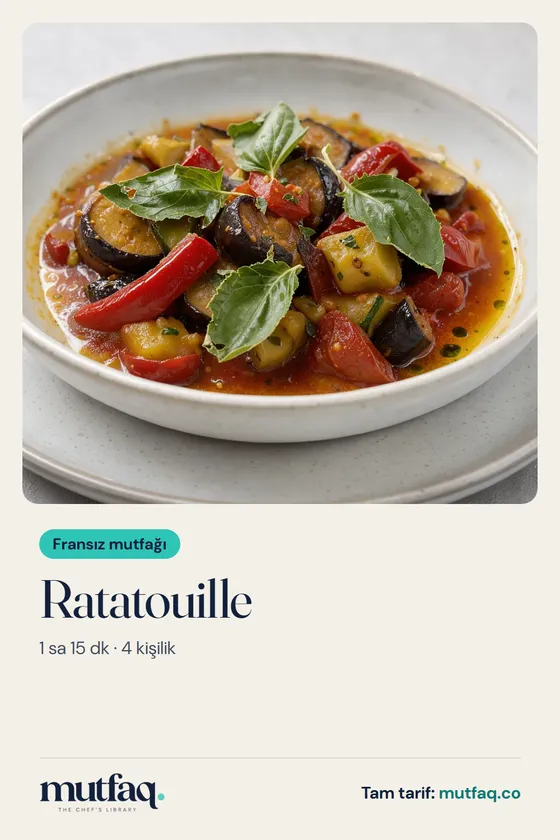 Fransız mutfağı
Ratatouille
1 sa 15 dk · 4 kişilik
mutfaq.
THE CHEF'S LIBRARY
Tam tarif: mutfaq.co